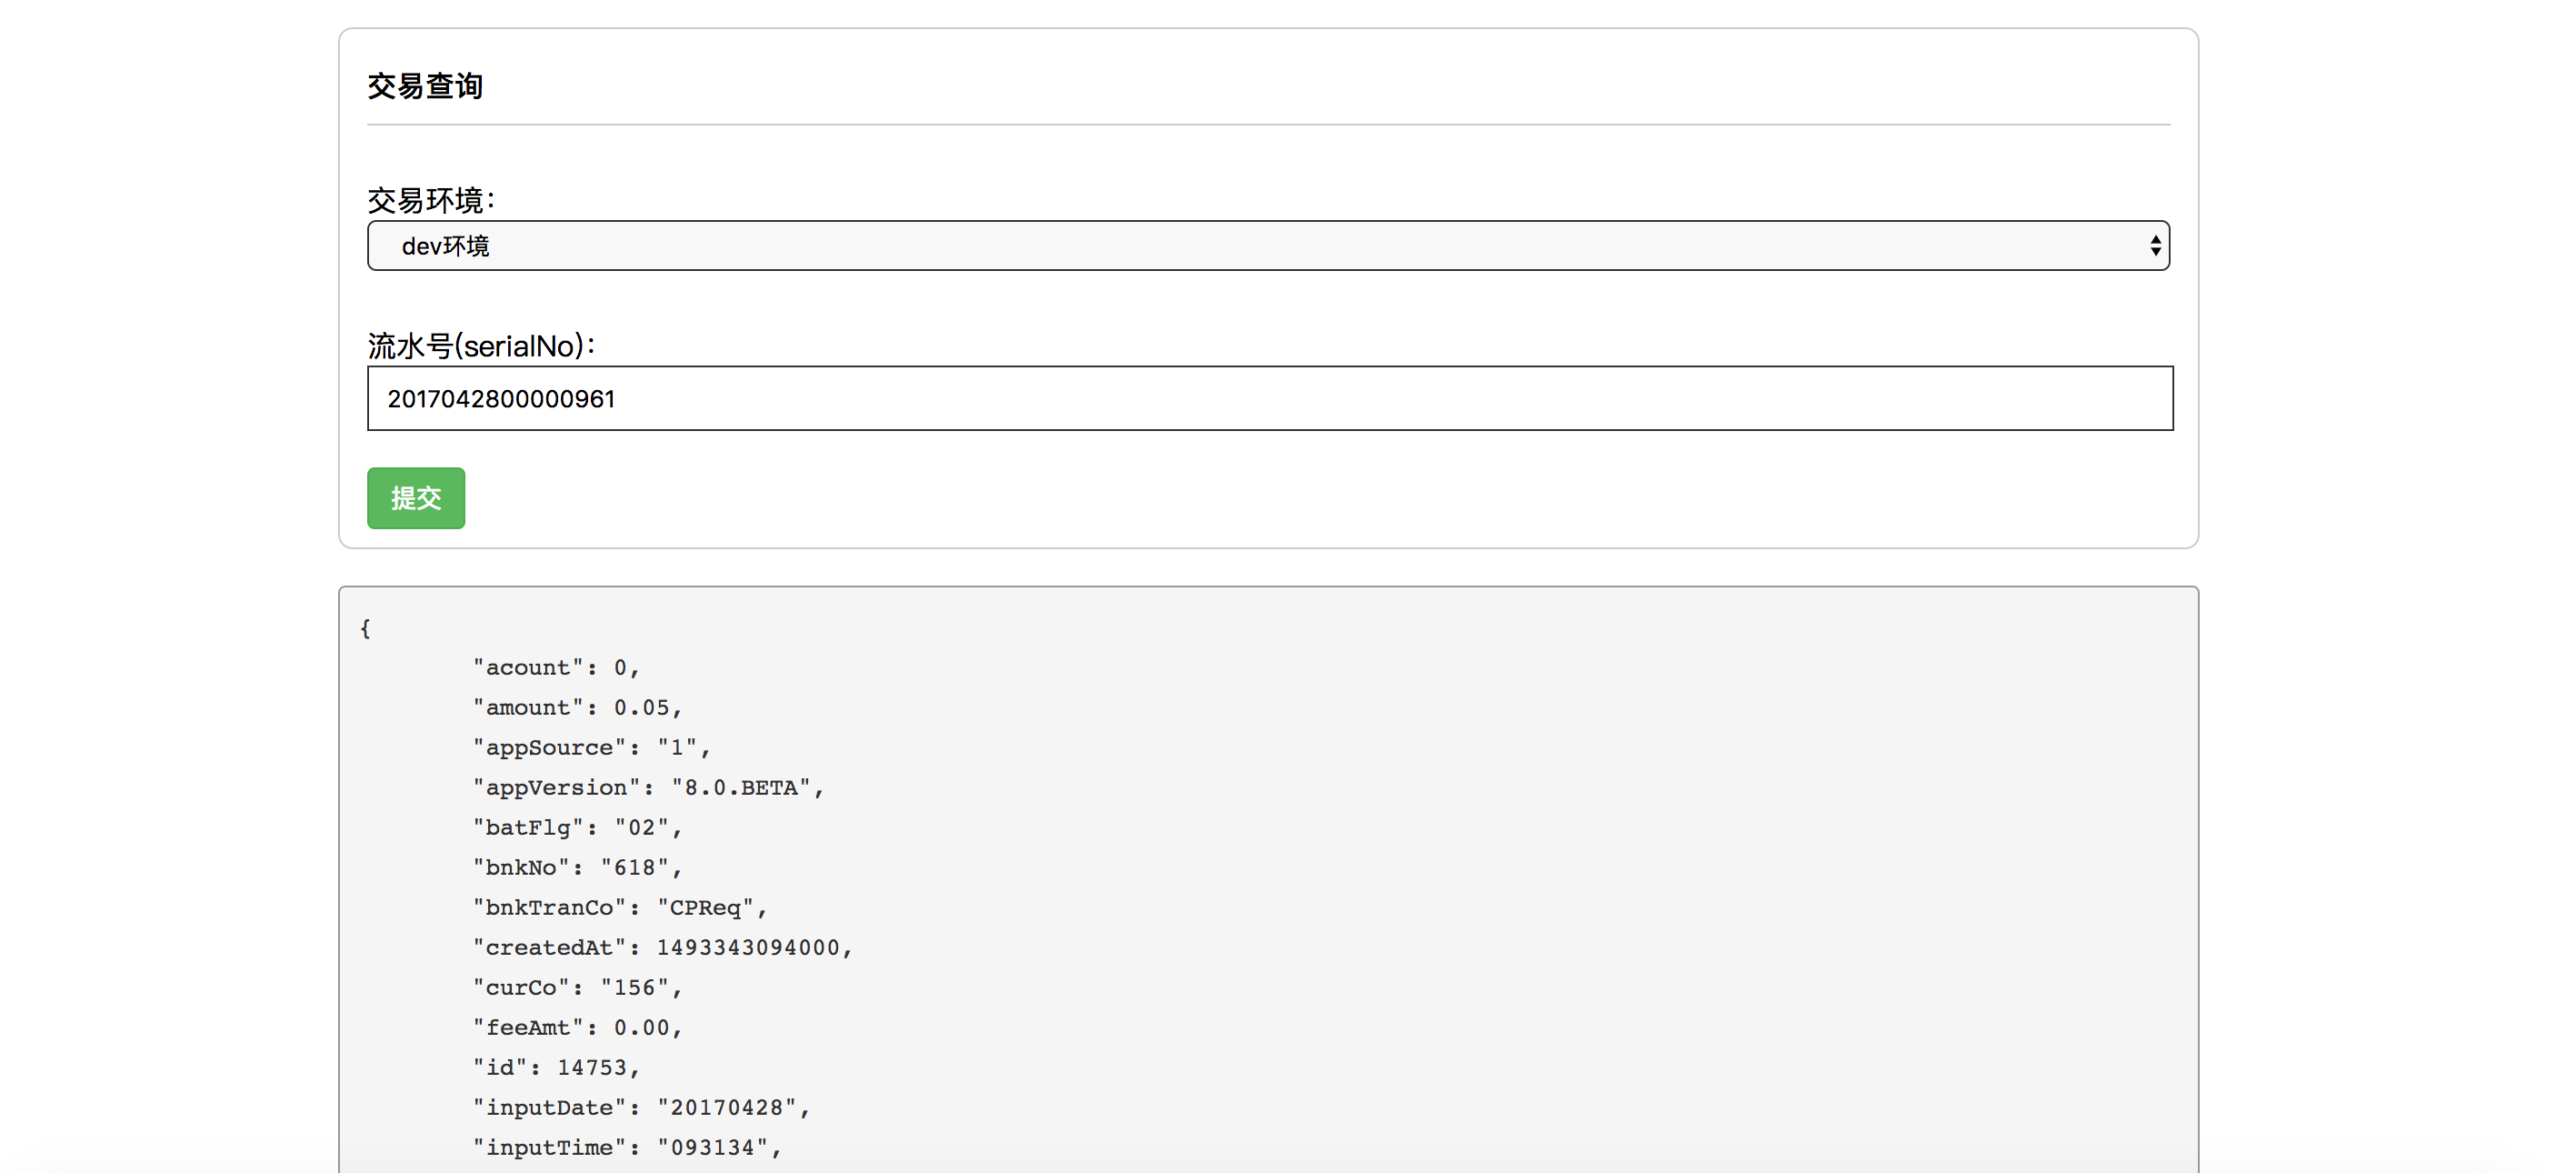 交易查询
交易环境：
dev环境
流水号(serialNo)：
2017042800000961
提交
{
"acount": 0,
"amount": 0.05,
"appSource": "1",
"appVersion": "8.0.BETA",
"batFlg": "02",
"bnkNo": "618",
"bnkTranCo": "CPReq",
"createdAt": 1493343094000,
"curCo": "156",
"feeAmt": 0.00,
"id": 14753,
"inputDate": "20170428",
"inputTime": "093134",